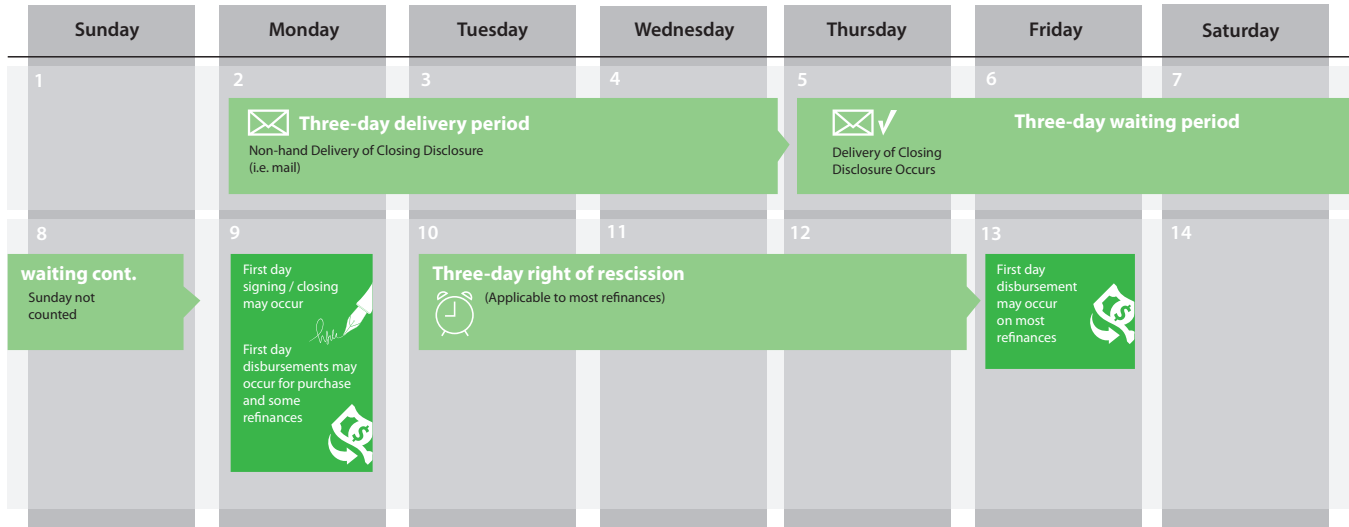 Sunday
Monday
Tuesday
Wednesday
Thursday
Friday
Saturday
1
2
3
4
5
6
7
Three-day delivery period
Non-hand Delivery of Closing Disclosure
(i.e. mail)
Delivery of Closing
Disclosure Occurs
Three-day waiting period
8
9
10
11
12
13
14
waiting cont.
Sunday not
counted
First day
signing / closing
may occur
First day
disbursements may
occur for purchase
and some
refinances
Three-day right of rescission
(Applicable to most refinances)
First day
disbursement
may occur
on most
refinances